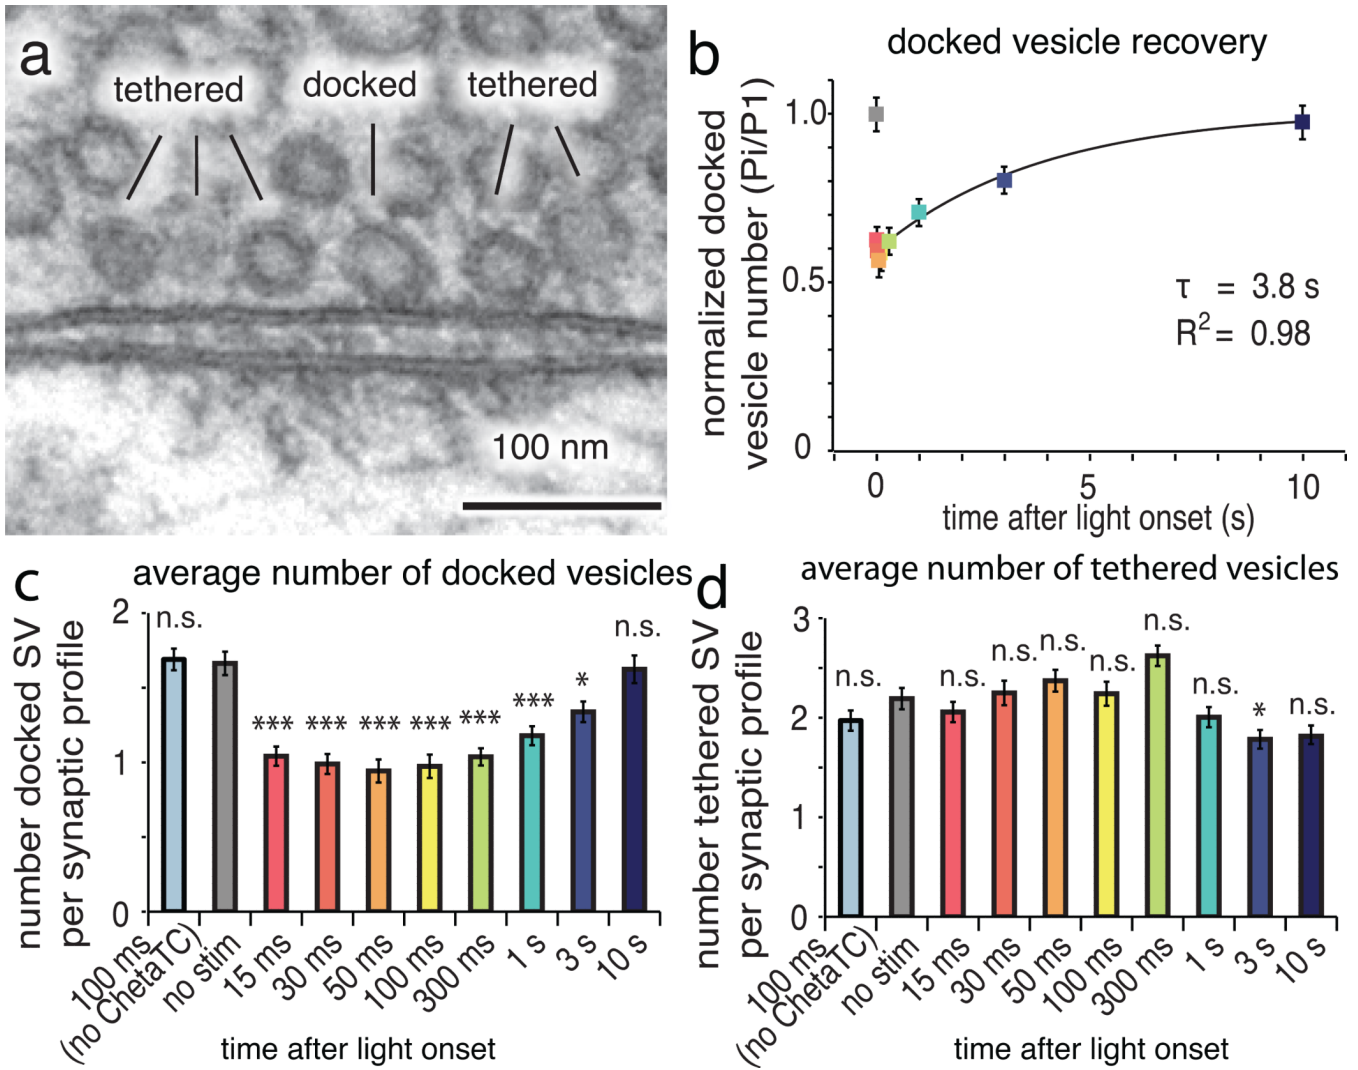 a
tethered
docked
tethered
100 nm
b
docked vesicle recovery
normalized docked
vesicle number (Pi/P1)
1.0
0.5
0
τ = 3.8 s
R² = 0.98
0
5
10
time after light onset (s)
c
average number of docked vesicles
number docked SV
per synaptic profile
2
1
0
n.s.
***
***
***
***
***
***
*
n.s.
100 ms
(no ChetaTC)
no stim
15 ms
30 ms
50 ms
100 ms
300 ms
1 s
3 s
10 s
time after light onset
d
average number of tethered vesicles
number tethered SV
per synaptic profile
3
2
1
0
n.s.
n.s.
n.s.
n.s.
n.s.
n.s.
n.s.
*
n.s.
100 ms
(no ChetaTC)
no stim
15 ms
30 ms
50 ms
100 ms
300 ms
1 s
3 s
10 s
time after light onset